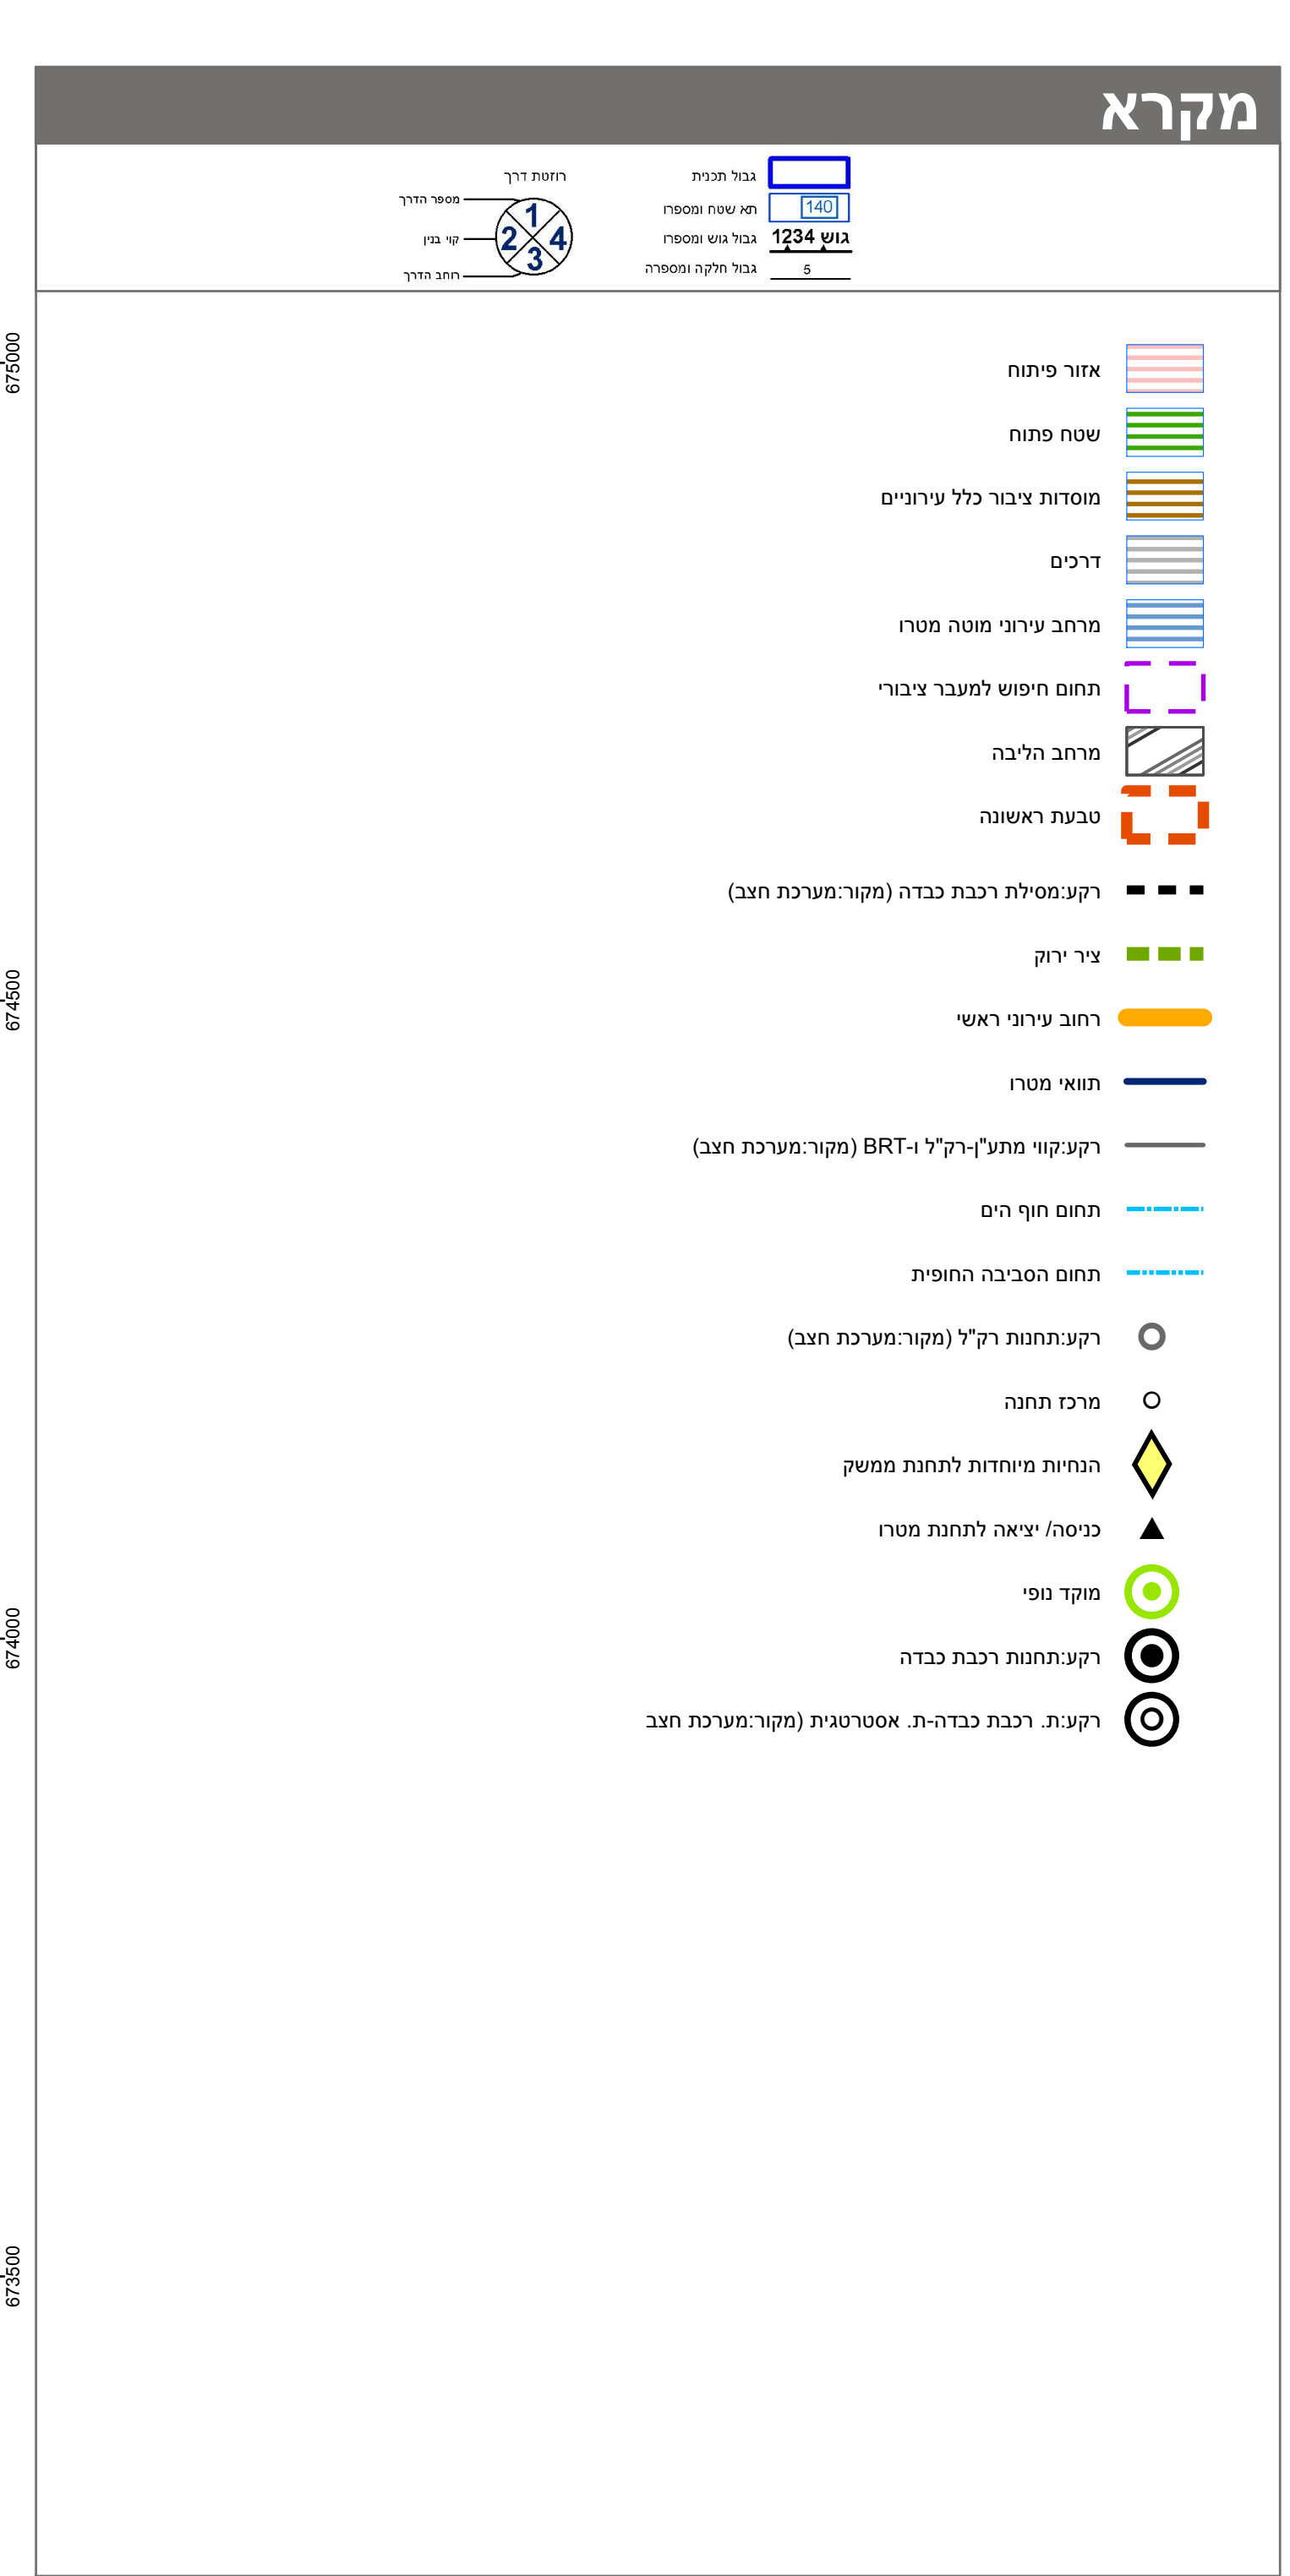 מקרא
גבול תכנית
140 תא שטח ומספרו
גוש 1234 גבול גוש ומספרו
5 גבול חלקה ומספרה
רוזטת דרך
מספר הדרך
קוי בנין
רוחב הדרך
1
2 4
3
אזור פיתוח
שטח פתוח
מוסדות ציבור כלל עירוניים
דרכים
מרחב עירוני מוטה מטרו
תחום חיפוש למעבר ציבורי
מרחב הליבה
טבעת ראשונה
רקע:מסילת רכבת כבדה (מקור:מערכת חצב)
ציר ירוק
רחוב עירוני ראשי
תוואי מטרו
רקע:קווי מתע"ן-רק"ל ו-BRT (מקור:מערכת חצב)
תחום חוף הים
תחום הסביבה החופית
רקע:תחנות רק"ל (מקור:מערכת חצב)
מרכז תחנה
הנחיות מיוחדות לתחנת ממשק
כניסה/ יציאה לתחנת מטרו
מוקד נופי
רקע:תחנות רכבת כבדה
רקע:ת. רכבת כבדה-ת. אסטרטגית (מקור:מערכת חצב
675000
674500
674000
673500